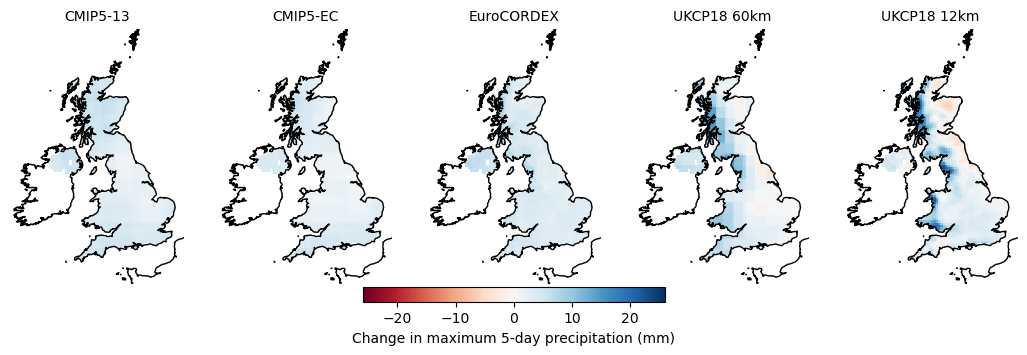 CMIP5-13 CMIP5-EC EuroCORDEX UKCP18 60km UKCP18 12km
−20 −10 0 10 20
Change in maximum 5-day precipitation (mm)